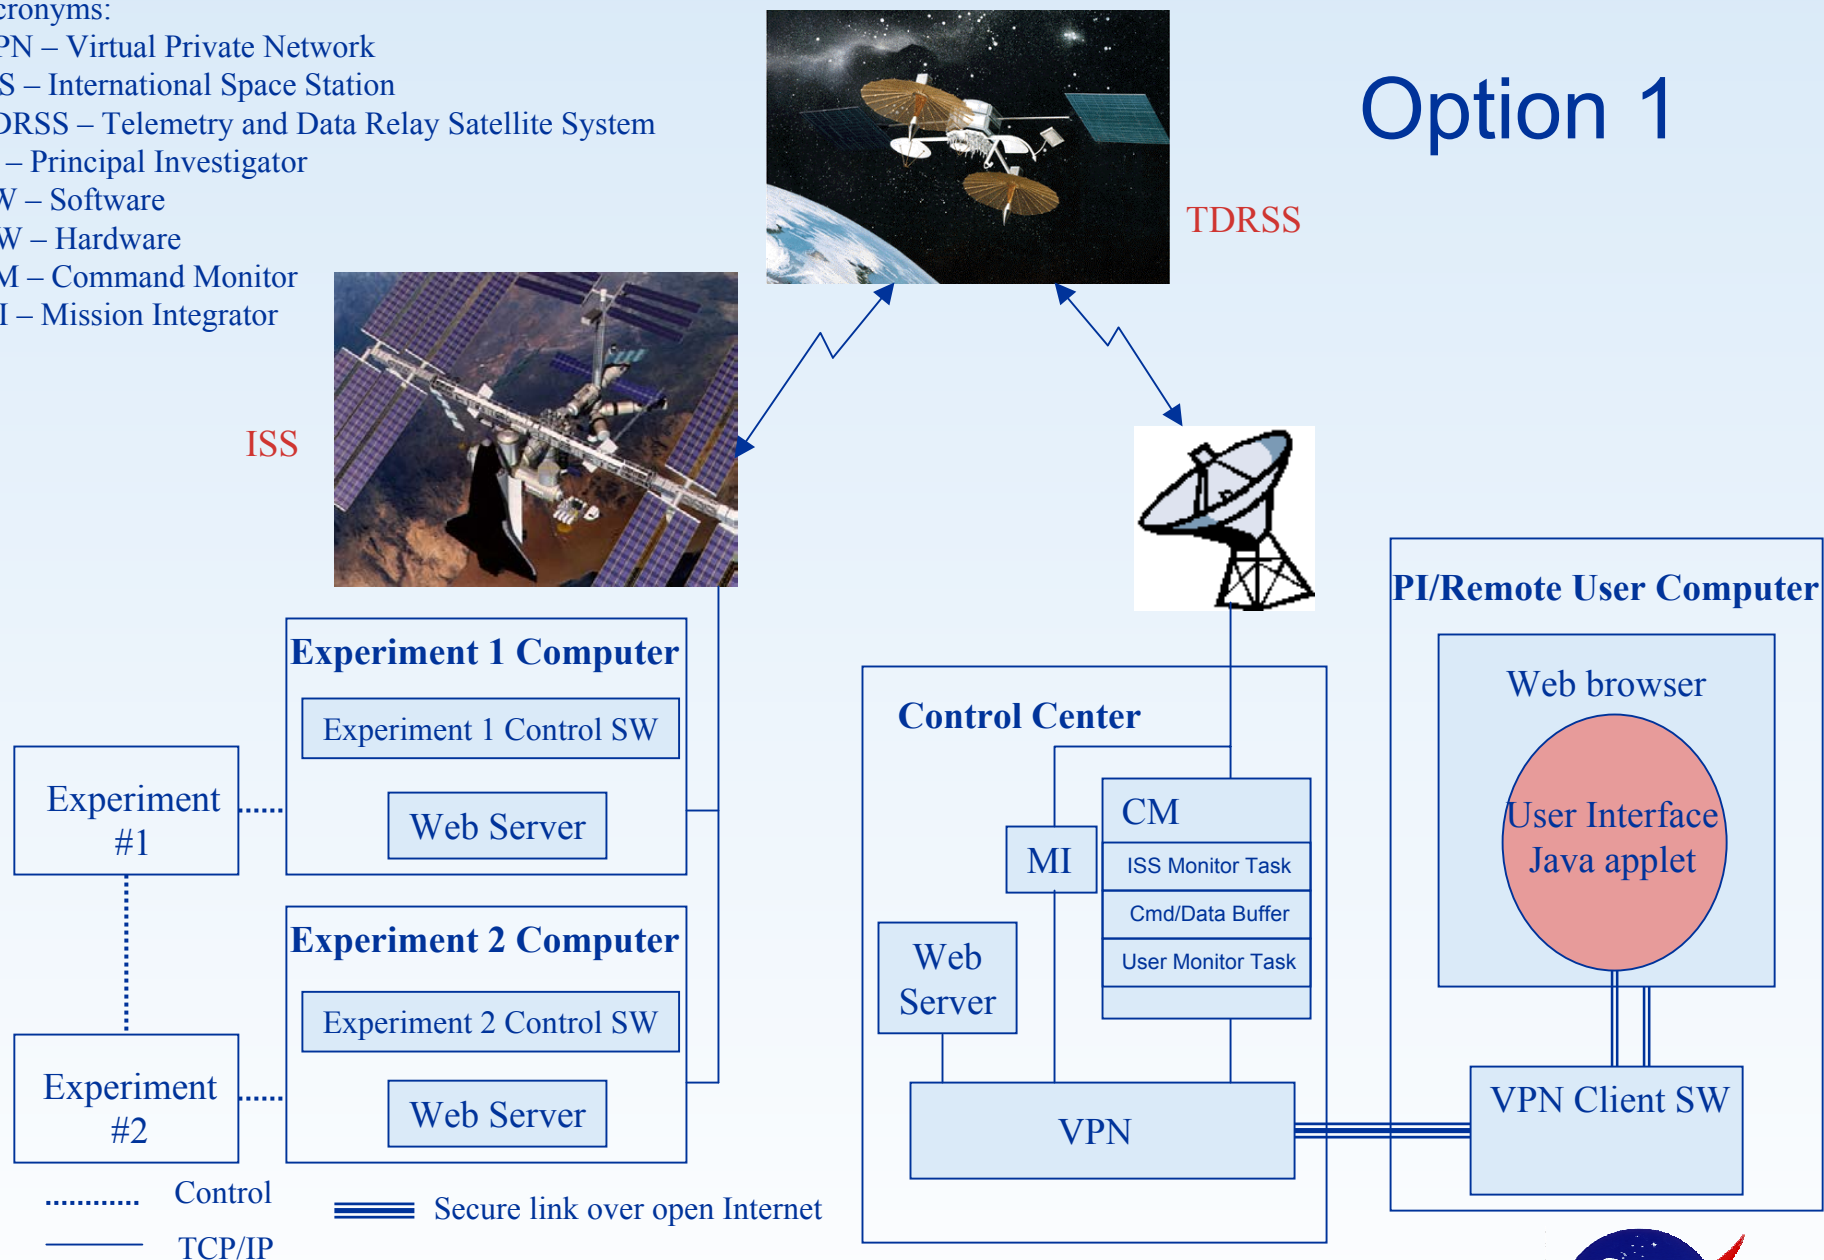 cronyms:
PN – Virtual Private Network
S – International Space Station
DRSS – Telemetry and Data Relay Satellite System
– Principal Investigator
W – Software
W – Hardware
M – Command Monitor
I – Mission Integrator
Option 1
TDRSS
ISS
Experiment 1 Computer
Experiment 1 Control SW
Web Server
Experiment
#1
Experiment 2 Computer
Experiment 2 Control SW
Web Server
Experiment
#2
Control Center
MI
CM
ISS Monitor Task
Cmd/Data Buffer
User Monitor Task
Web
Server
VPN
PI/Remote User Computer
Web browser
User Interface
Java applet
VPN Client SW
Control
Secure link over open Internet
TCP/IP